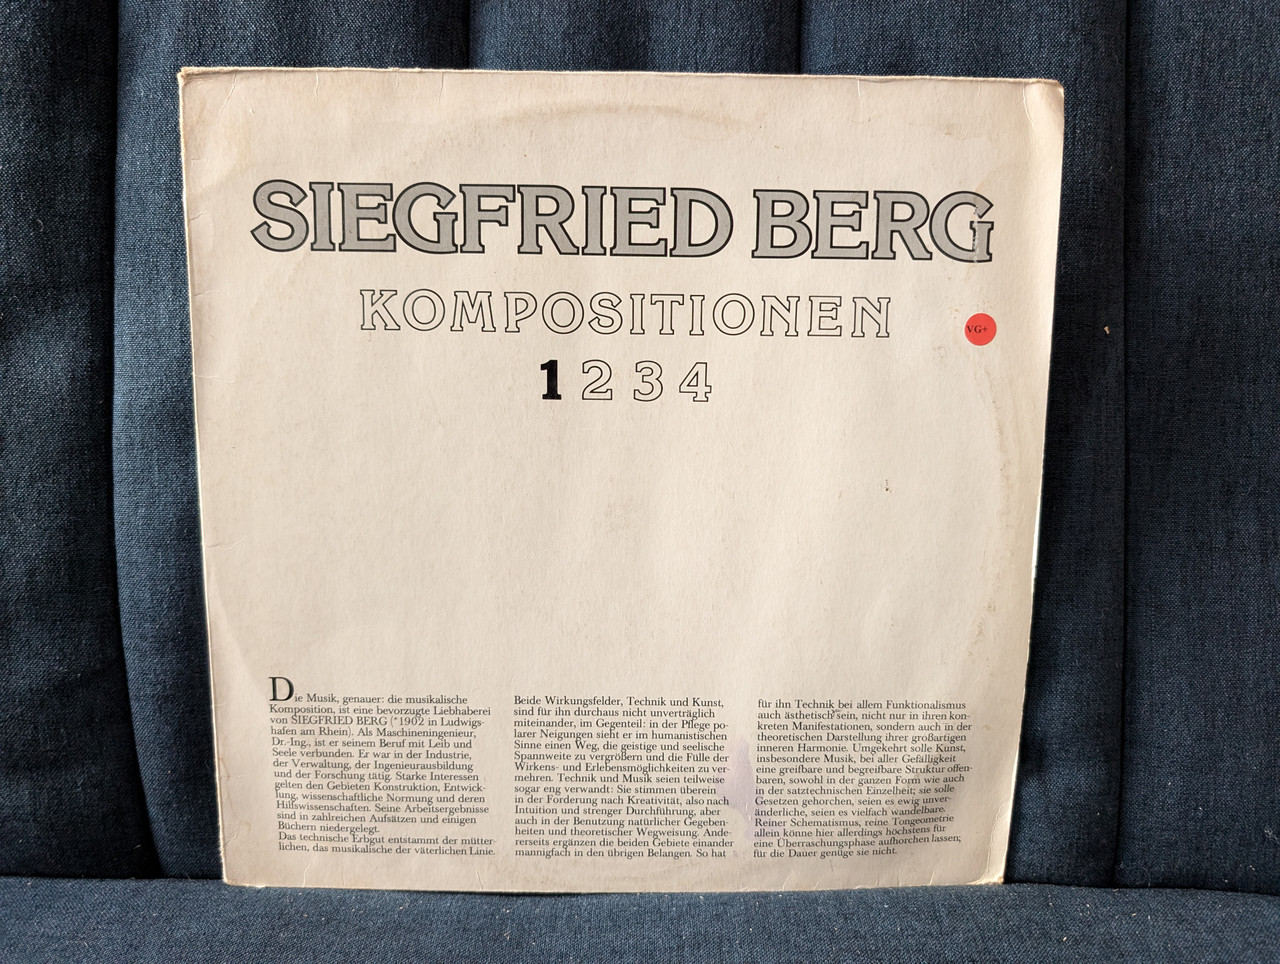 SIEGFRIED BERG
KOMPOSITIONEN
VG+
1 2 3 4
Die Musik, genauer: die musikalische
Komposition, ist eine bevorzugte Liebhaberei
von SIEGFRIED BERG (*1902 in Ludwigs-
hafen am Rhein). Als Maschineningenieur,
Dr.-Ing., ist er seinem Beruf mit Leib und
Seele verbunden. Er war in der Industrie,
der Verwaltung, der Ingenieurausbildung
und der Forschung tätig. Starke Interessen
gelten den Gebieten Konstruktion, Entwick-
lung, wissenschaftliche Normung und deren
Hilfswissenschaften. Seine Arbeitsergebnisse
sind in zahlreichen Aufsätzen und einigen
Büchern niedergelegt.
Das technische Erbgut entstammt der mütter-
lichen, das musikalische der väterlichen Linie.
Beide Wirkungsfelder, Technik und Kunst,
sind für ihn durchaus nicht unverträglich
miteinander, im Gegenteil: in der Pflege po-
larer Neigungen sieht er im humanistischen
Sinne einen Weg, die geistige und seelische
Spannweite zu vergrößern und die Fülle der
Wirkens- und Erlebensmöglichkeiten zu ver-
mehren. Technik und Musik seien teilweise
sogar eng verwandt: Sie stimmen überein
in der Forderung nach Kreativität, also nach
Intuition und strenger Durchführung, aber
auch in der Benutzung natürlicher Gegeben-
heiten und theoretischer Wegweisung. Ande-
rerseits ergänzen die beiden Gebiete einander
mannigfach in den übrigen Belangen. So hat
für ihn Technik bei allem Funktionalismus
auch ästhetisch sein, nicht nur in ihren kon-
kreten Manifestationen, sondern auch in der
theoretischen Darstellung ihrer großartigen
inneren Harmonie. Umgekehrt solle Kunst,
insbesondere Musik, bei aller Gefälligkeit
eine greifbare und begreifbare Struktur offen-
baren, sowohl in der ganzen Form wie auch
in der satztechnischen Einzelheit; sie solle
Gesetzen gehorchen, seien es ewig unver-
änderliche, seien es vielfach wandelbare.
Reiner Schematismus, reine Tongeometrie
allein könne hier allerdings höchstens für
eine Überraschungsphase aufhorchen lassen;
für die Dauer genüge sie nicht.